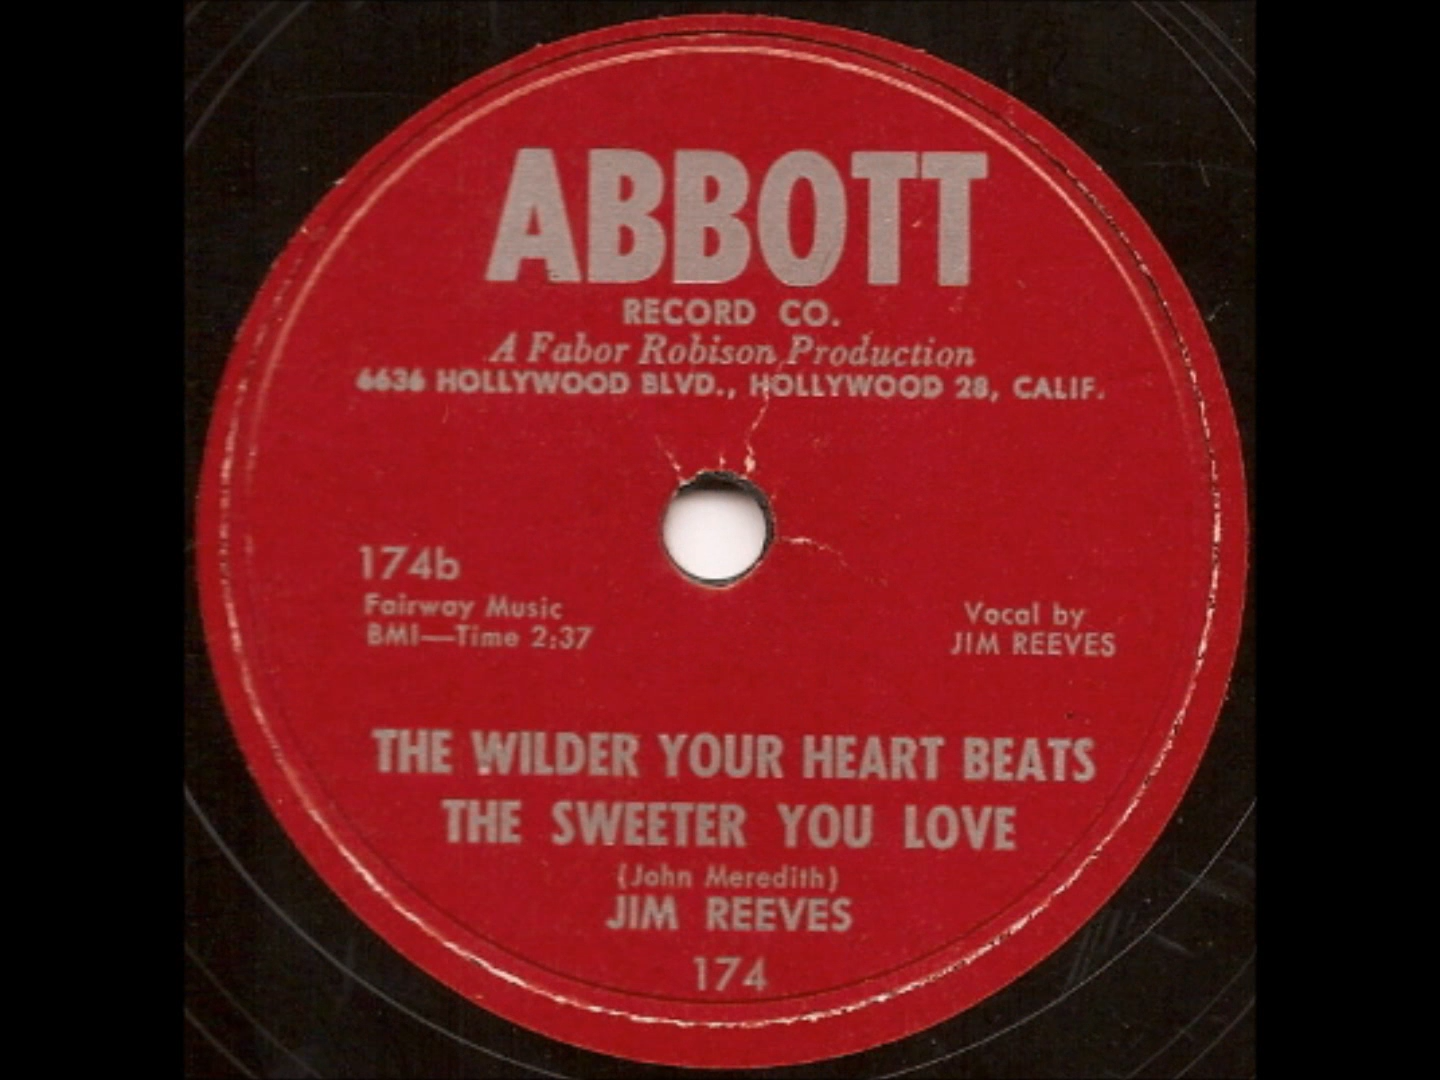 ABBOTT
RECORD CO.
A Fabor Robison Production
6636 HOLLYWOOD BLVD., HOLLYWOOD 28, CALIF.
174b
Fairway Music
BMI—Time 2:37
Vocal by
JIM REEVES
THE WILDER YOUR HEART BEATS
THE SWEETER YOU LOVE
(John Meredith)
JIM REEVES
174